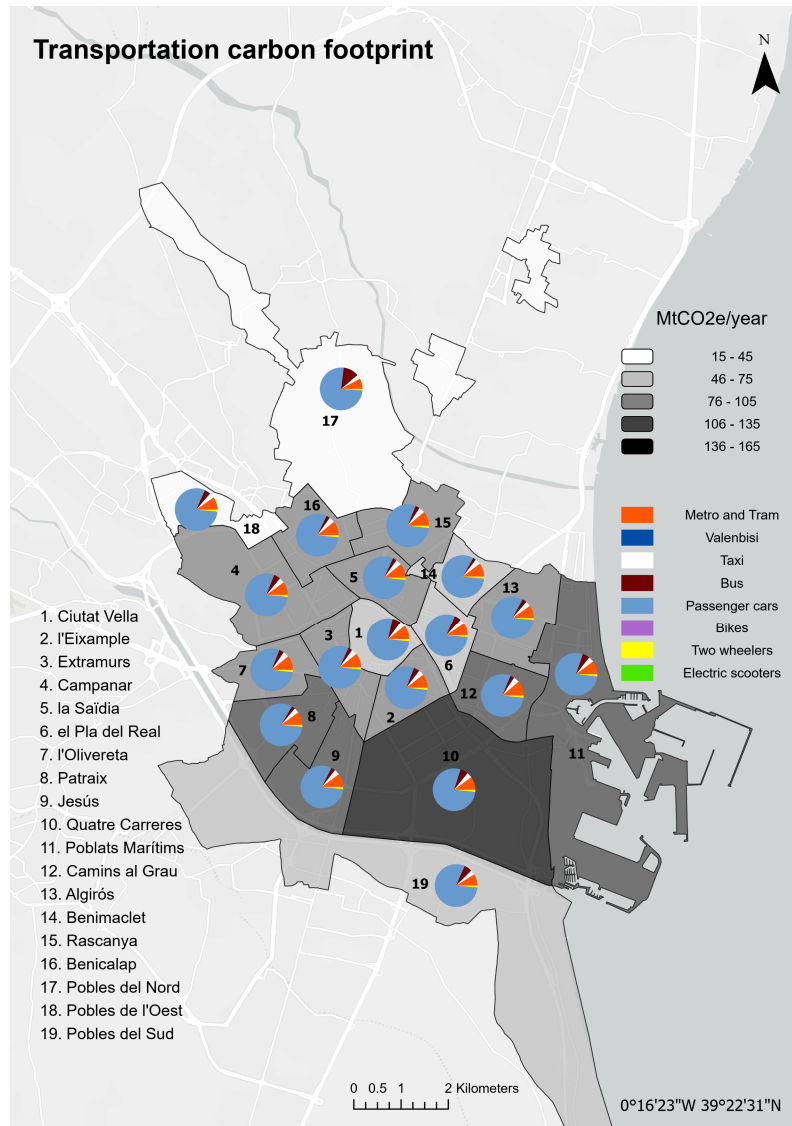 Transportation carbon footprint
N
MtCO2e/year
15 - 45
46 - 75
76 - 105
106 - 135
136 - 165
Metro and Tram
Valenbisi
Taxi
Bus
Passenger cars
Bikes
Two wheelers
Electric scooters
17
16
15
18
4
5
14
13
3
1
6
7
2
12
8
9
10
11
19
1. Ciutat Vella
2. l'Eixample
3. Extramurs
4. Campanar
5. la Saïdia
6. el Pla del Real
7. l'Olivereta
8. Patraix
9. Jesús
10. Quatre Carreres
11. Poblats Marítims
12. Camins al Grau
13. Algirós
14. Benimaclet
15. Rascanya
16. Benicalap
17. Pobles del Nord
18. Pobles de l'Oest
19. Pobles del Sud
0 0.5 1 2 Kilometers
0°16'23"W 39°22'31"N